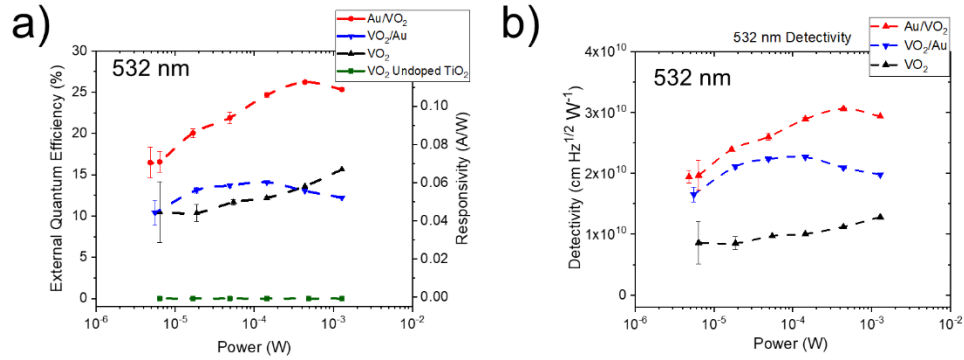 a)
Au/VO2
VO2/Au
VO2
VO2 Undoped TiO2
532 nm
External Quantum Efficiency (%)
30
25
20
15
10
5
0
0.10
0.08
0.06
0.04
0.02
0.00
Responsivity (A/W)
10-6
10-5
10-4
10-3
10-2
Power (W)
b)
532 nm Detectivity
Au/VO2
VO2/Au
VO2
532 nm
Detectivity (cm Hz1/2 W-1)
4x1010
3x1010
2x1010
1x1010
0
10-6
10-5
10-4
10-3
10-2
Power (W)